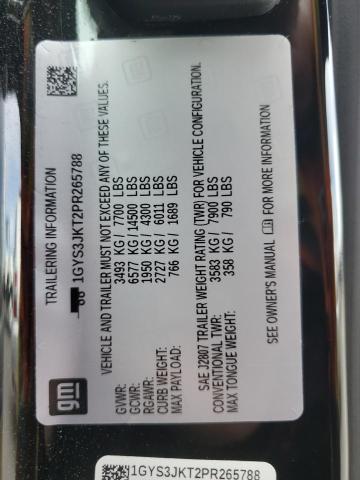 TRAILERING INFORMATION
1GYS3JKT2PR265788
VEHICLE AND TRAILER MUST NOT EXCEED ANY OF THESE VALUES.
GVWR: 3493 KG/ 7700 LBS
GCWR: 6577 KG/ 14500 LBS
RGAWR: 1950 KG/ 4300 LBS
CURB WEIGHT: 2727 KG/ 6011 LBS
MAX PAYLOAD: 766 KG/ 1689 LBS
SAE J2807 TRAILER WEIGHT RATING (TWR) FOR VEHICLE CONFIGURATION.
CONVENTIONAL TWR: 3583 KG/ 7900 LBS
MAX TONGUE WEIGHT: 358 KG/ 790 LBS
SEE OWNER'S MANUAL FOR MORE INFORMATION
gm
1GYS3JKT2PR265788